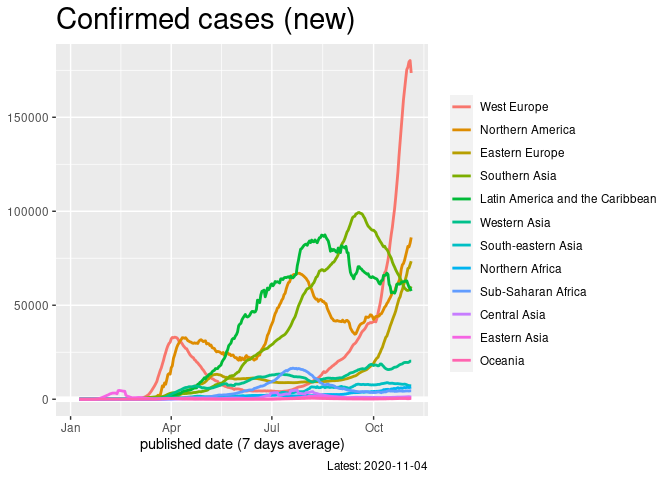 Confirmed cases (new)
150000
100000
50000
0
Jan Apr Jul Oct
published date (7 days average)
Latest: 2020-11-04
West Europe
Northern America
Eastern Europe
Southern Asia
Latin America and the Caribbean
Western Asia
South-eastern Asia
Northern Africa
Sub-Saharan Africa
Central Asia
Eastern Asia
Oceania